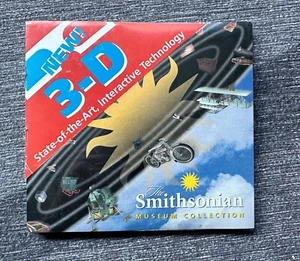 NEW!
3-D
State-of-the-Art, Interactive Technology
The
Smithsonian
MUSEUM COLLECTION